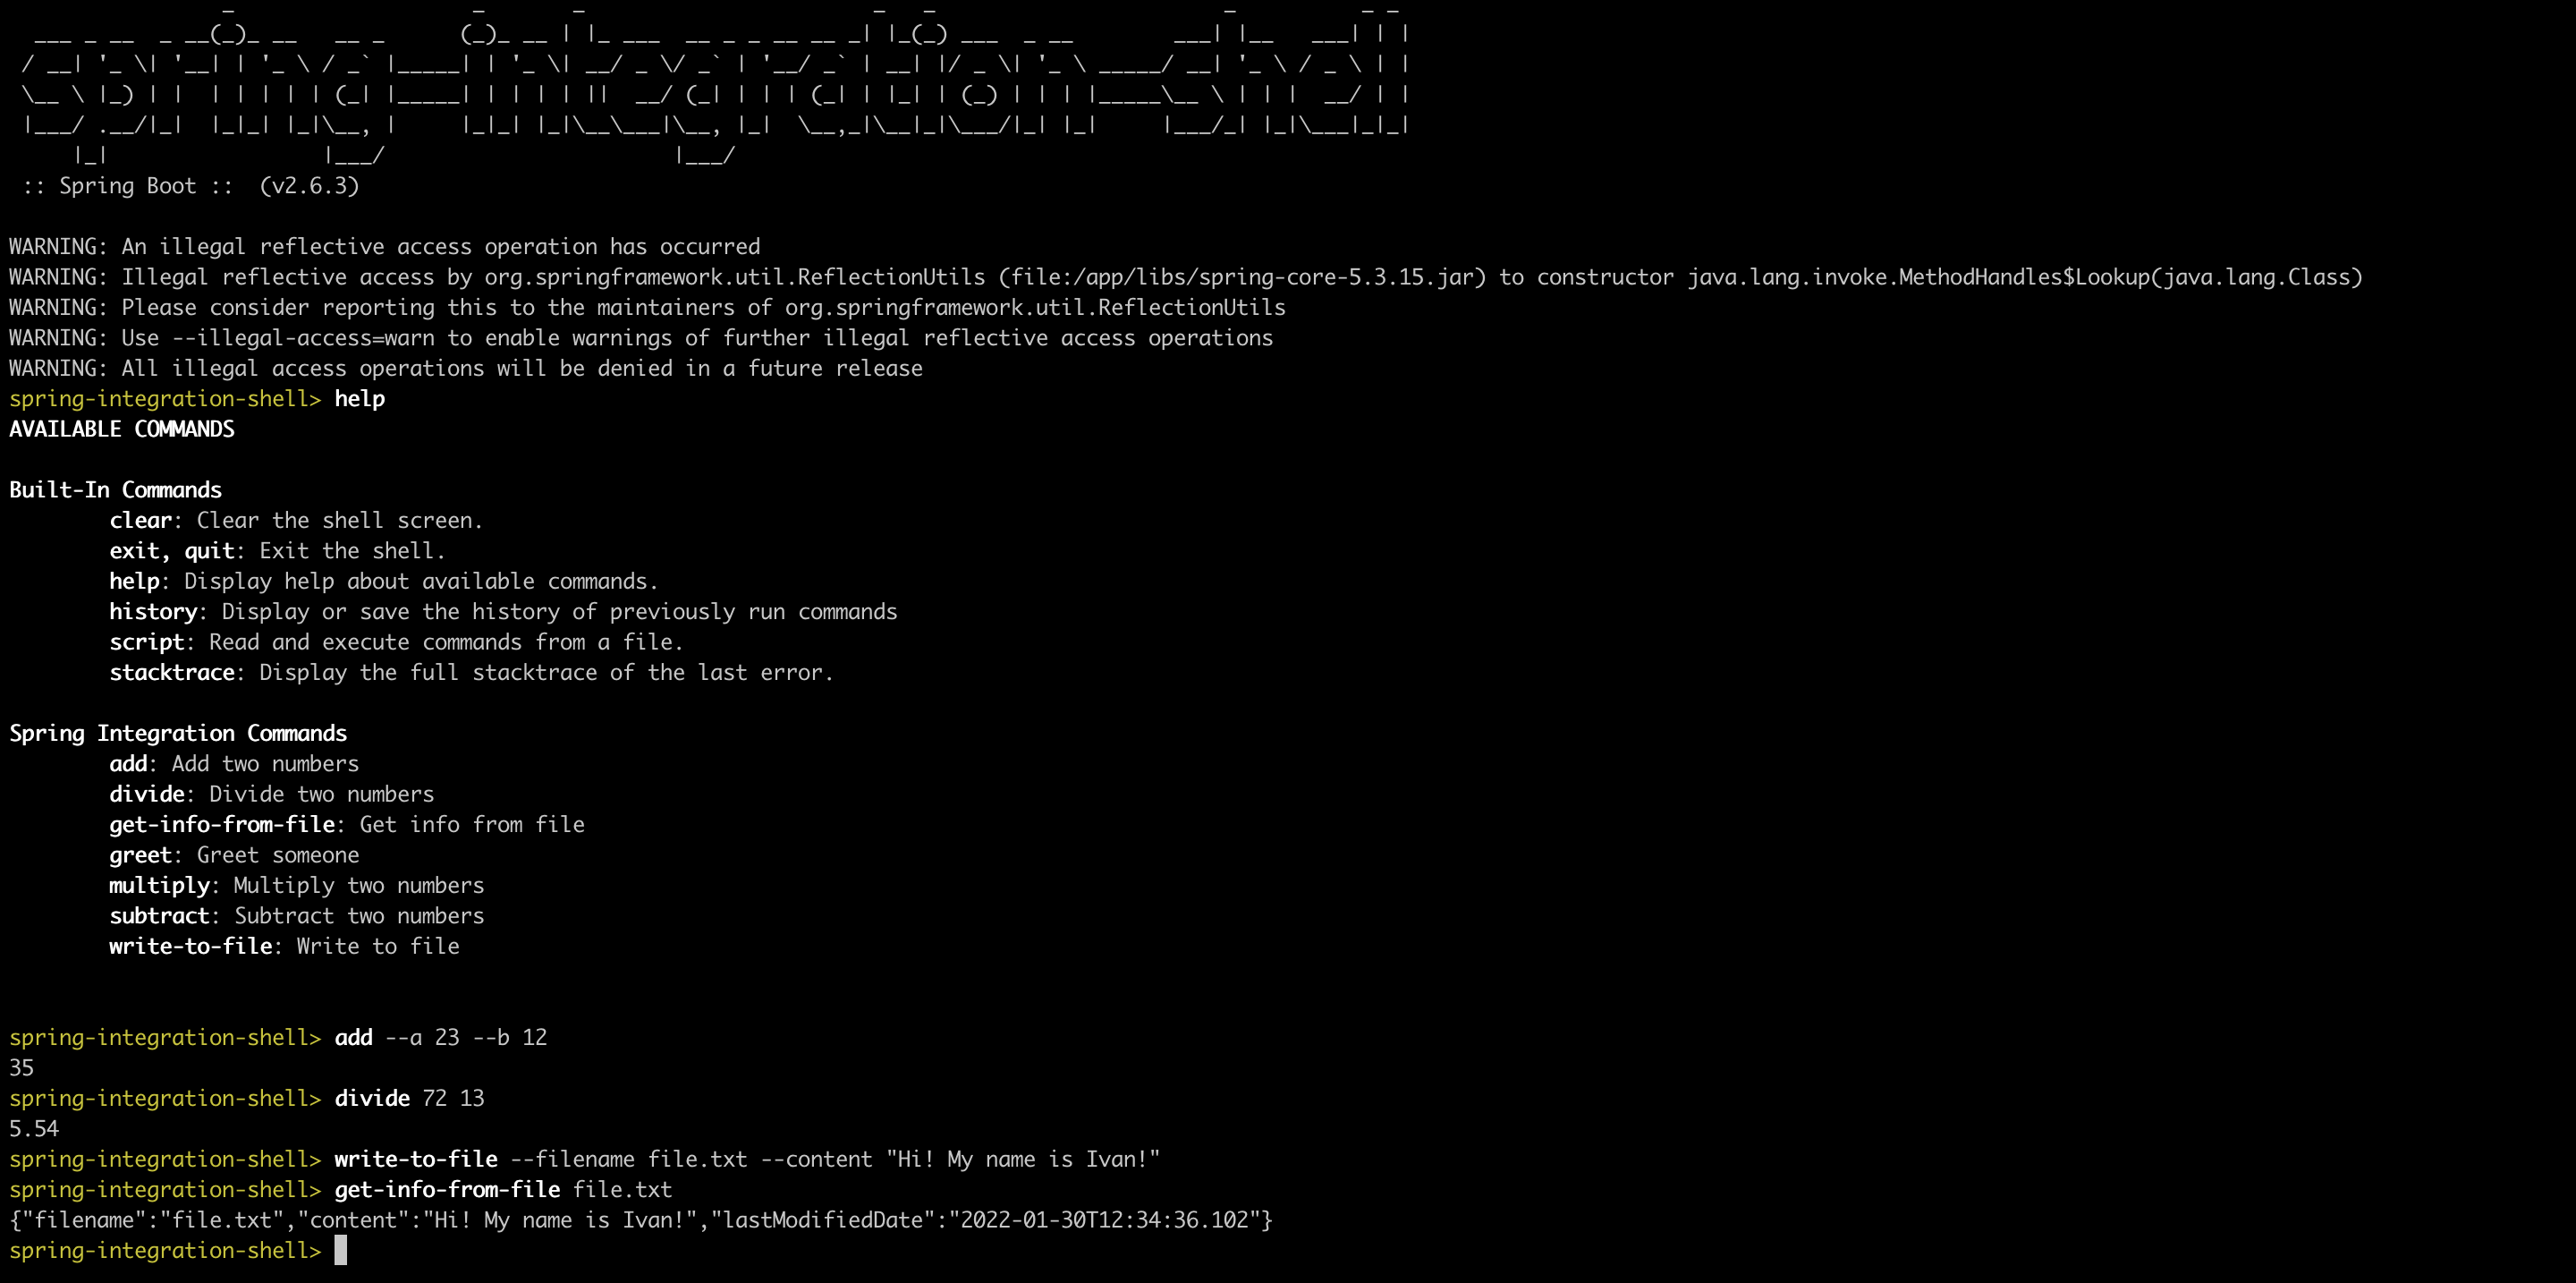 spring-integration-shell
:: Spring Boot ::  (v2.6.3)
WARNING: An illegal reflective access operation has occurred
WARNING: Illegal reflective access by org.springframework.util.ReflectionUtils (file:/app/libs/spring-core-5.3.15.jar) to constructor java.lang.invoke.MethodHandles$Lookup(java.lang.Class)
WARNING: Please consider reporting this to the maintainers of org.springframework.util.ReflectionUtils
WARNING: Use --illegal-access=warn to enable warnings of further illegal reflective access operations
WARNING: All illegal access operations will be denied in a future release
spring-integration-shell> help
AVAILABLE COMMANDS
Built-In Commands
clear: Clear the shell screen.
exit, quit: Exit the shell.
help: Display help about available commands.
history: Display or save the history of previously run commands
script: Read and execute commands from a file.
stacktrace: Display the full stacktrace of the last error.
Spring Integration Commands
add: Add two numbers
divide: Divide two numbers
get-info-from-file: Get info from file
greet: Greet someone
multiply: Multiply two numbers
subtract: Subtract two numbers
write-to-file: Write to file
spring-integration-shell> add --a 23 --b 12
35
spring-integration-shell> divide 72 13
5.54
spring-integration-shell> write-to-file --filename file.txt --content "Hi! My name is Ivan!"
spring-integration-shell> get-info-from-file file.txt
{"filename":"file.txt","content":"Hi! My name is Ivan!","lastModifiedDate":"2022-01-30T12:34:36.102"}
spring-integration-shell>